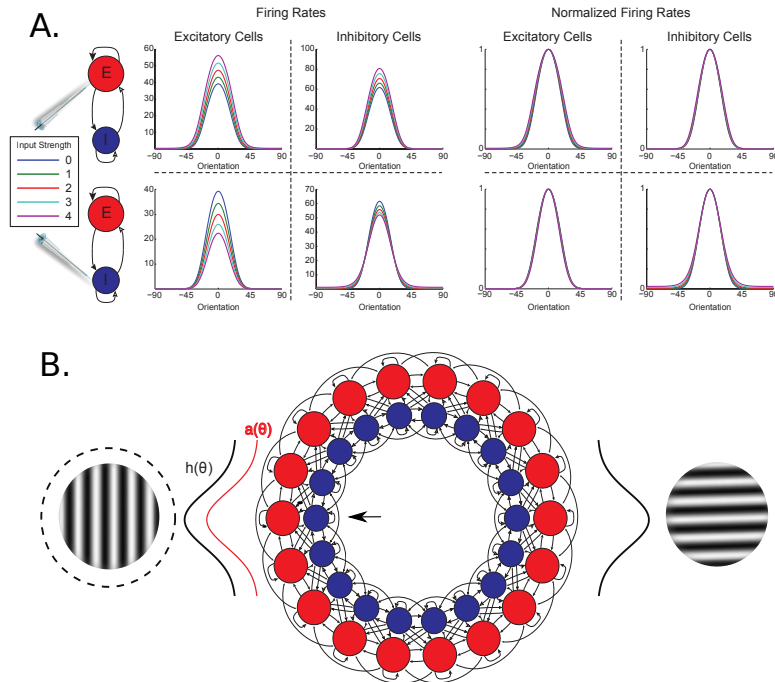 A.
Firing Rates
Normalized Firing Rates
Excitatory Cells
Inhibitory Cells
Excitatory Cells
Inhibitory Cells
E
I
60
50
40
30
20
10
−90 −45 0 45 90
Orientation
100
80
60
40
20
−90 −45 0 45 90
Orientation
1
0
−90 −45 0 45 90
Orientation
1
0
−90 −45 0 45 90
Orientation
Input Strength
0
1
2
3
4
E
I
40
30
20
10
−90 −45 0 45 90
Orientation
70
60
50
40
30
20
10
0
−90 −45 0 45 90
Orientation
1
0
−90 −45 0 45 90
Orientation
1
0
−90 −45 0 45 90
Orientation
B.
a(θ)
h(θ)